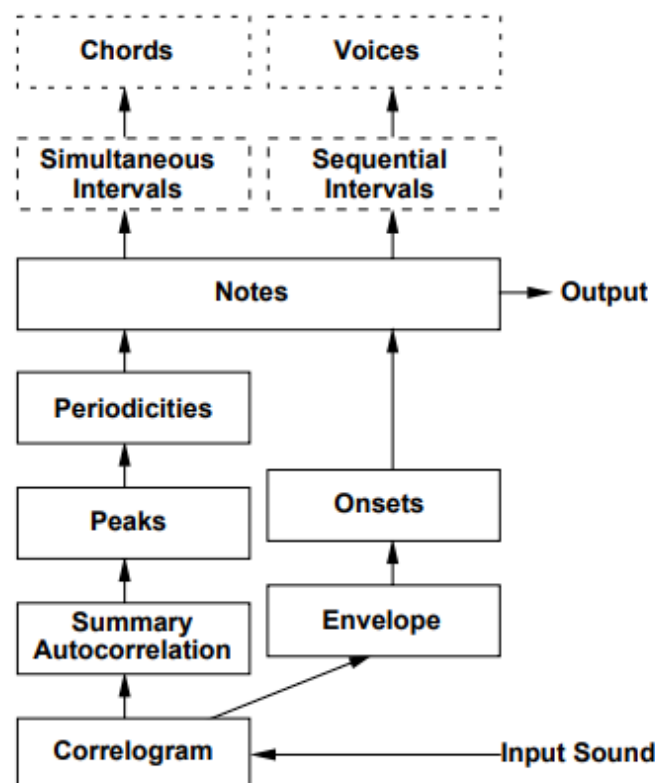 Chords
Voices
Simultaneous
Intervals
Sequential
Intervals
Notes
Output
Periodicities
Peaks
Onsets
Summary
Autocorrelation
Envelope
Correlogram
Input Sound